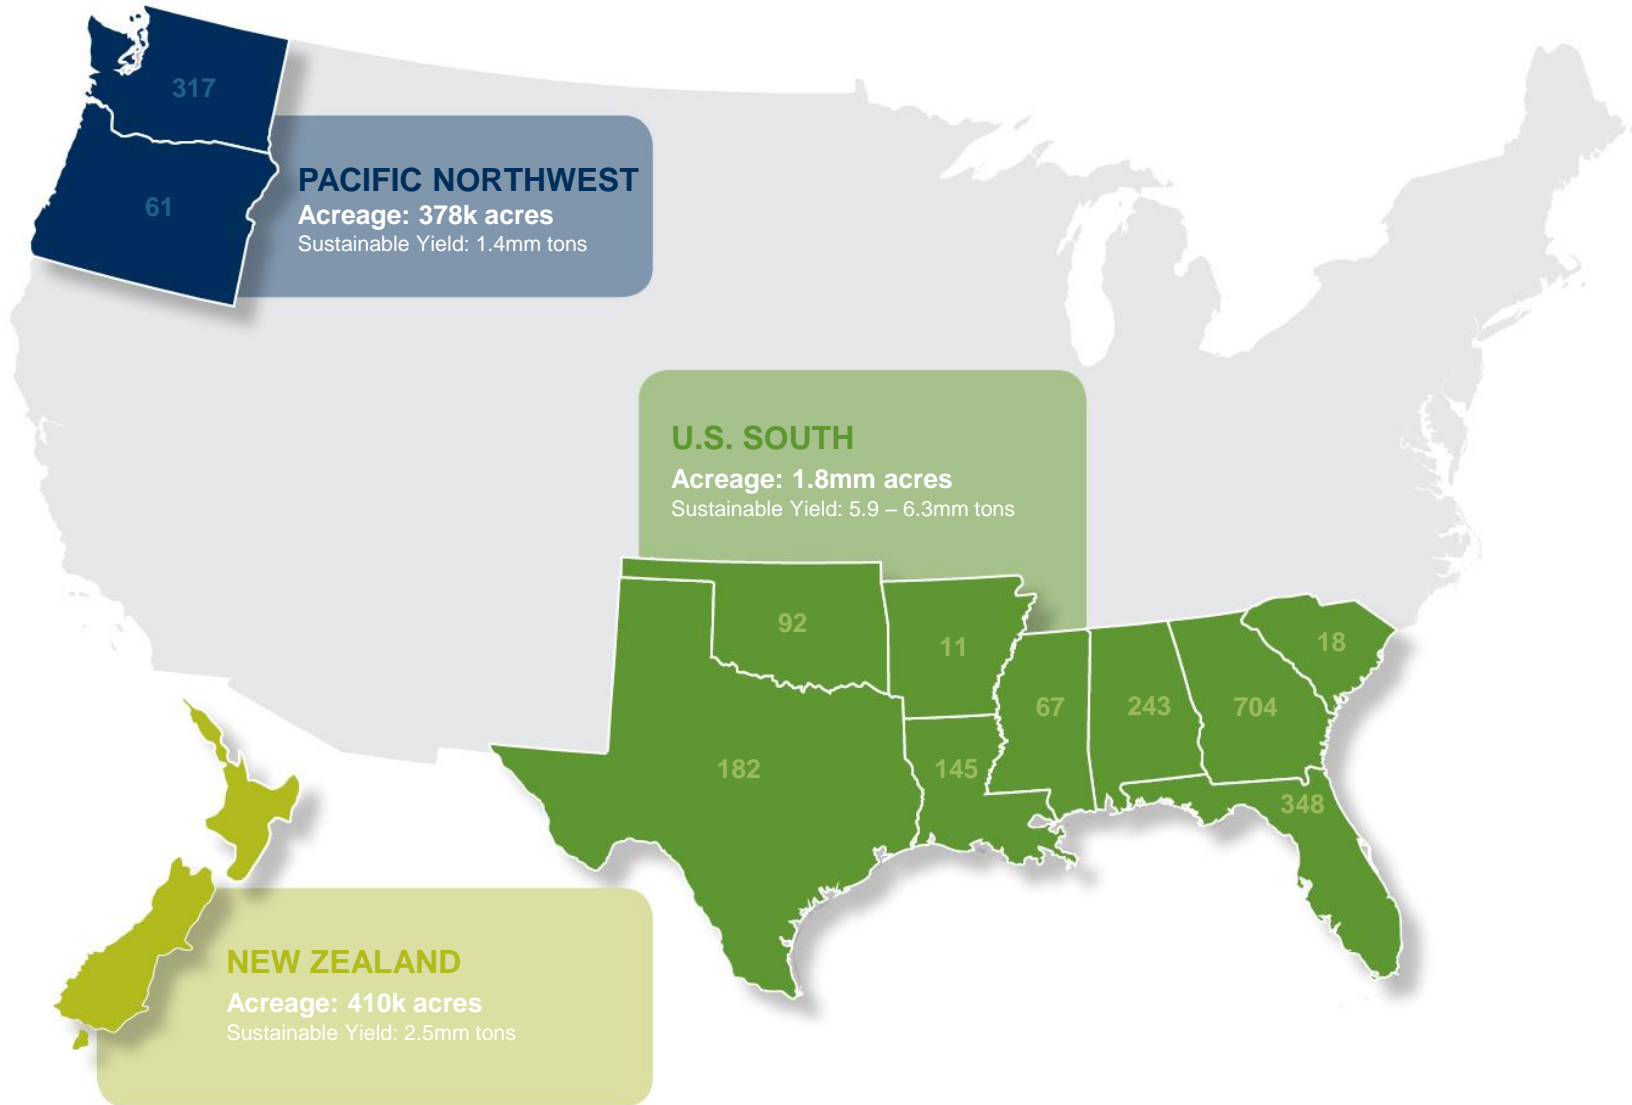 317
61
PACIFIC NORTHWEST
Acreage: 378k acres
Sustainable Yield: 1.4mm tons
U.S. SOUTH
Acreage: 1.8mm acres
Sustainable Yield: 5.9 – 6.3mm tons
92
11
18
67
243
704
182
145
348
NEW ZEALAND
Acreage: 410k acres
Sustainable Yield: 2.5mm tons